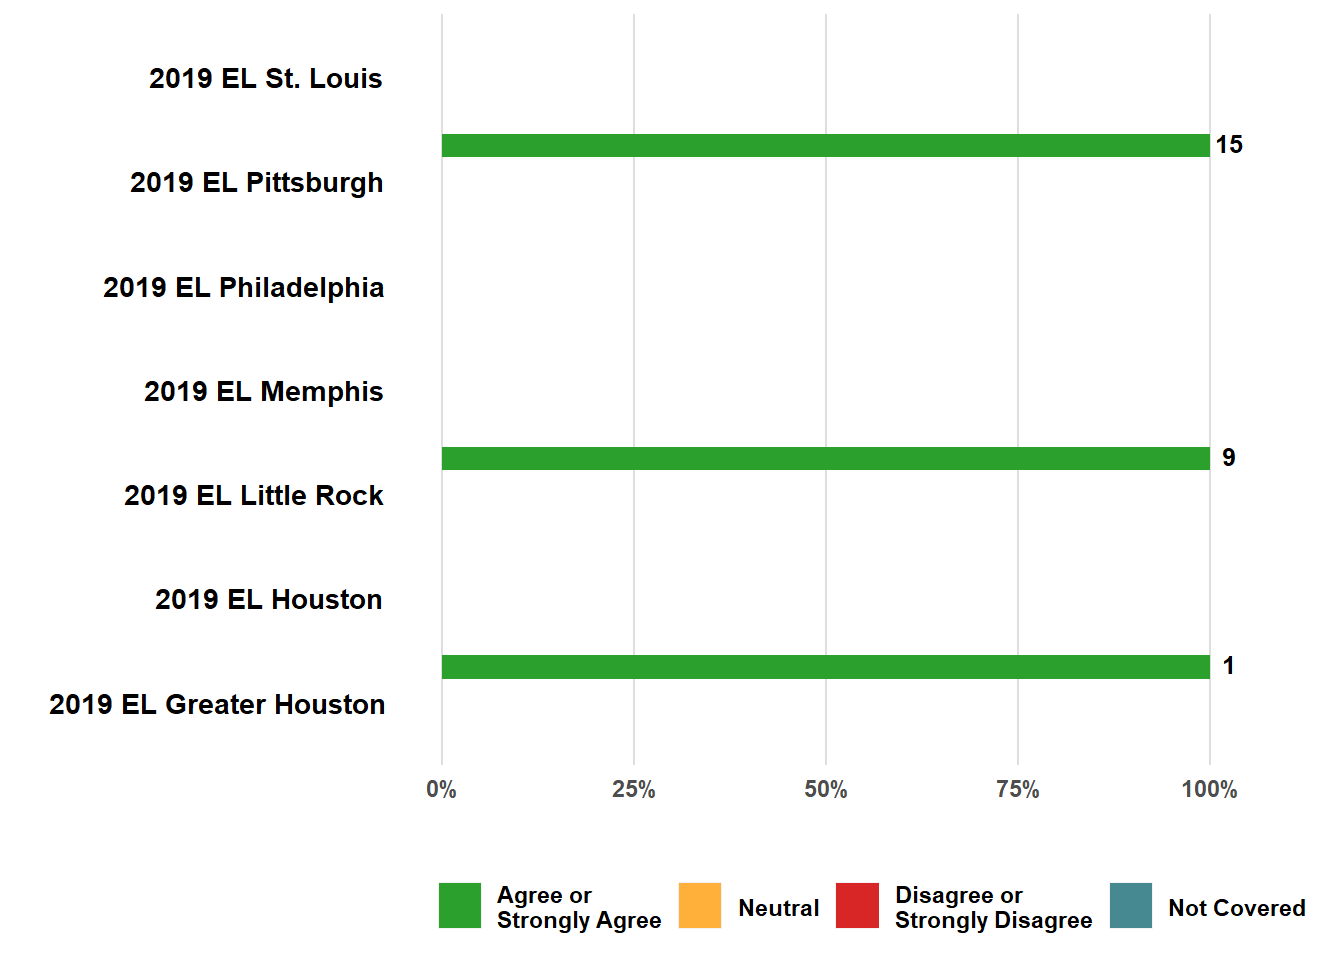 2019 EL St. Louis
15
2019 EL Pittsburgh
2019 EL Philadelphia
2019 EL Memphis
9
2019 EL Little Rock
2019 EL Houston
1
2019 EL Greater Houston
0% 25% 50% 75% 100%
Agree or
Strongly Agree
Neutral
Disagree or
Strongly Disagree
Not Covered